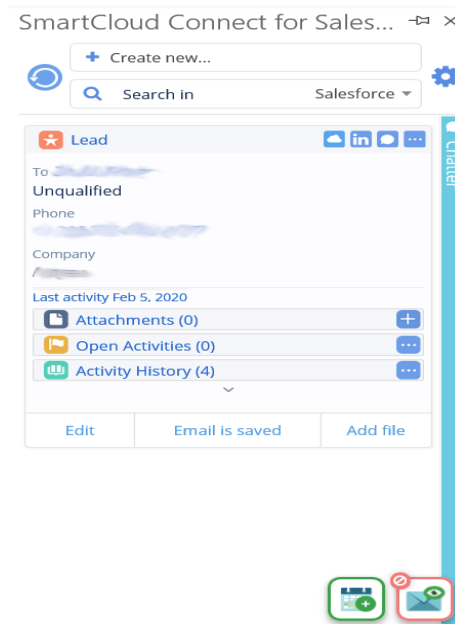 SmartCloud Connect for Sales...
Create new...
Search in Salesforce
Lead
To
Unqualified
Phone
Company
Last activity Feb 5, 2020
Attachments (0)
Open Activities (0)
Activity History (4)
Edit Email is saved Add file
Chatter